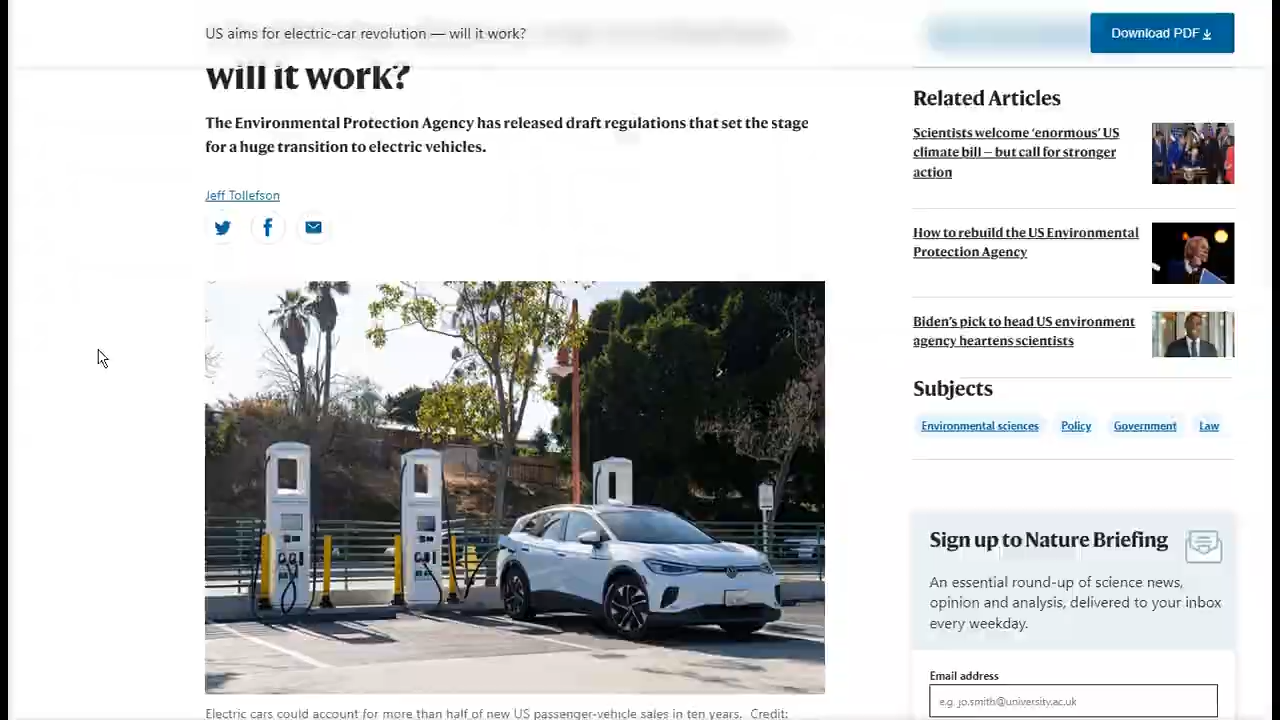 US aims for electric-car revolution — will it work?
Download PDF
will it work?
The Environmental Protection Agency has released draft regulations that set the stage
for a huge transition to electric vehicles.
Jeff Tollefson
Electric cars could account for more than half of new US passenger-vehicle sales in ten years. Credit:
Related Articles
Scientists welcome ‘enormous’ US
climate bill — but call for stronger
action
How to rebuild the US Environmental
Protection Agency
Biden’s pick to head US environment
agency heartens scientists
Subjects
Environmental sciences
Policy
Government
Law
Sign up to Nature Briefing
An essential round-up of science news,
opinion and analysis, delivered to your inbox
every weekday.
Email address
e.g. jo.smith@university.ac.uk